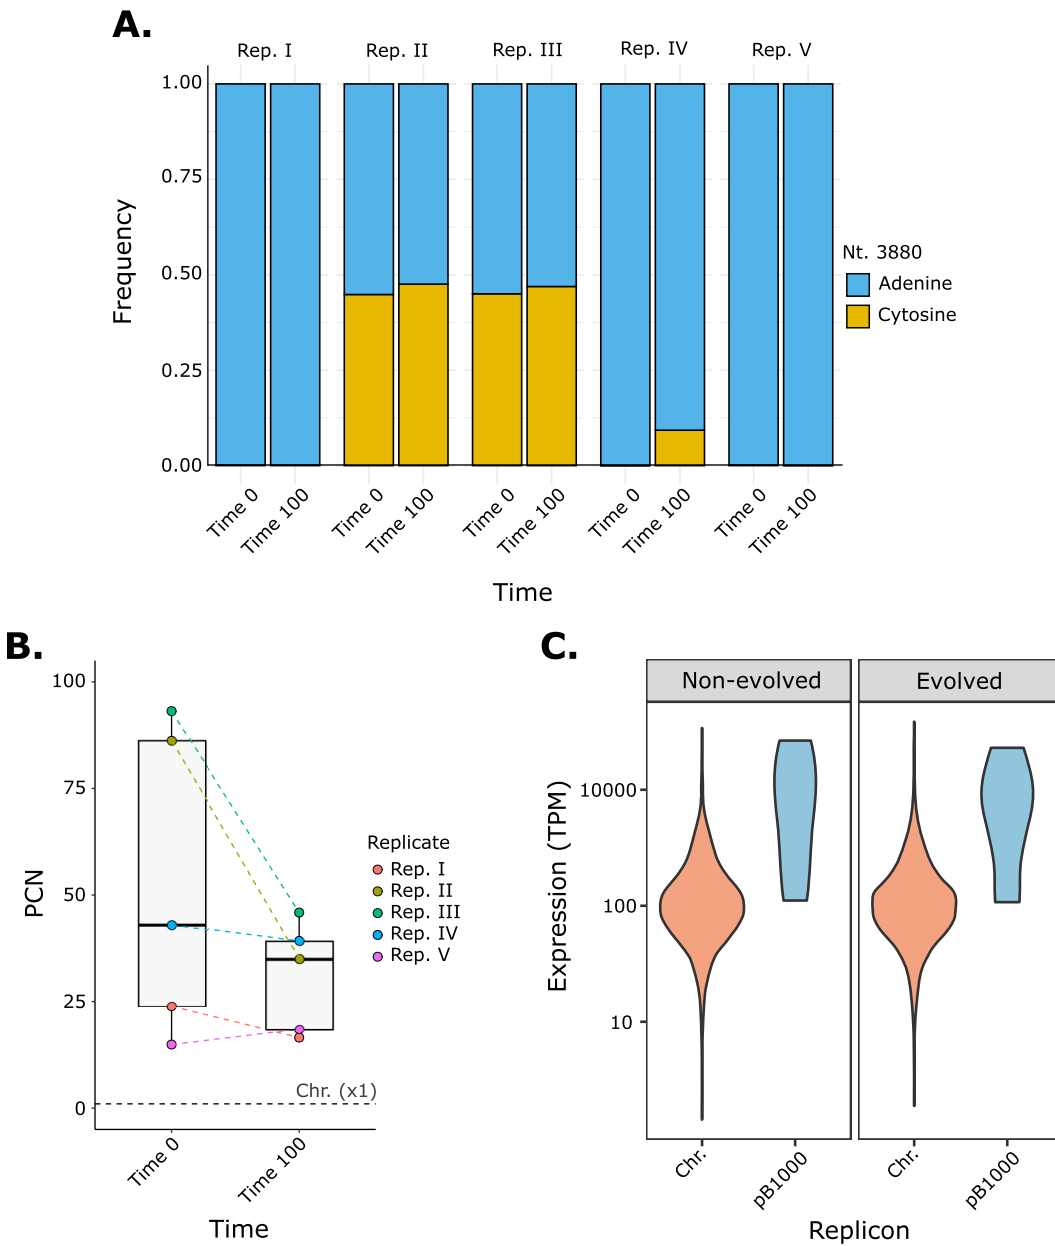 A.
Rep. I Rep. II Rep. III Rep. IV Rep. V
1.00
0.75
0.50
0.25
0.00
Frequency
Nt. 3880
Adenine
Cytosine
Time 0 Time 100 Time 0 Time 100 Time 0 Time 100 Time 0 Time 100 Time 0 Time 100
Time
B.
100
75
50
25
0
PCN
Replicate
Rep. I
Rep. II
Rep. III
Rep. IV
Rep. V
Chr. (x1)
Time 0 Time 100
Time
C.
Non-evolved Evolved
10000
100
10
Expression (TPM)
Chr. pB1000 Chr. pB1000
Replicon